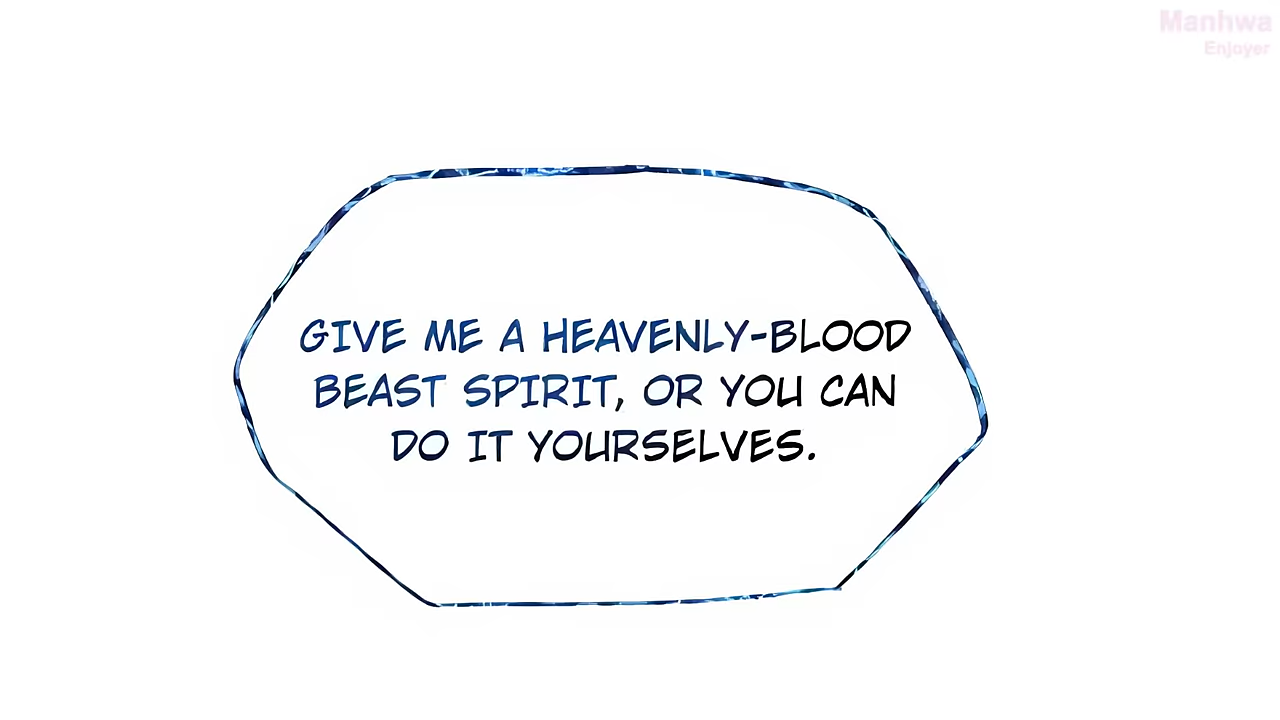 Manhwa
Enjoyer
GIVE ME A HEAVENLY-BLOOD
BEAST SPIRIT, OR YOU CAN
DO IT YOURSELVES.